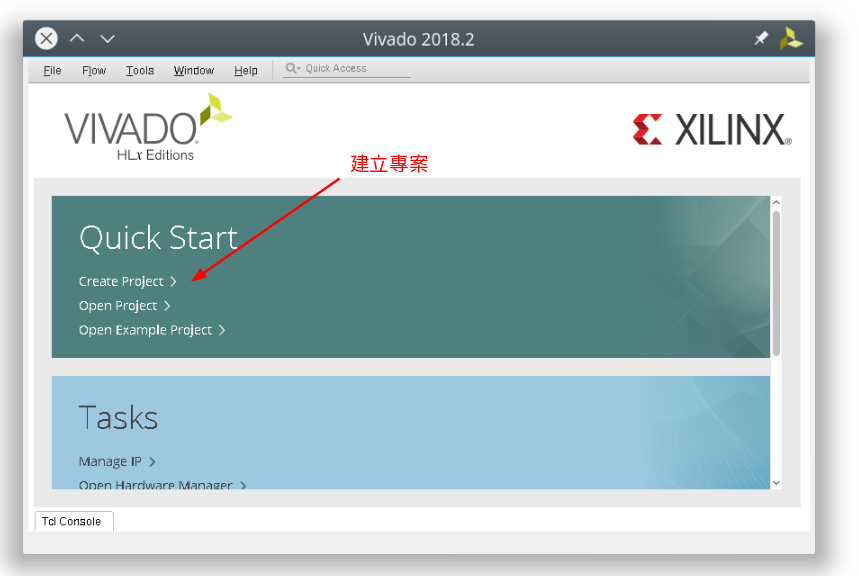 Vivado 2018.2
File Flow Tools Window Help Quick Access
VIVADO.
HLx Editions
XILINX®
建立專案
Quick Start
Create Project >
Open Project >
Open Example Project >
Tasks
Manage IP >
Open Hardware Manager >
Tcl Console